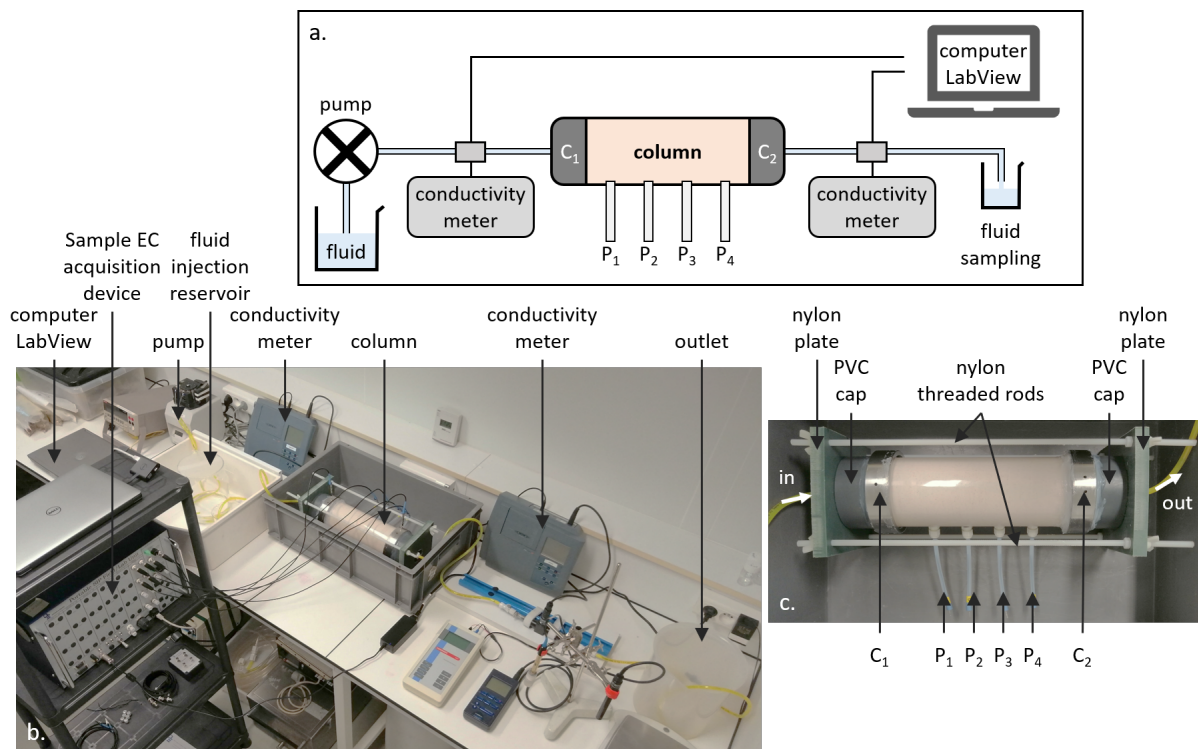 a.
computer
LabView
pump
C₁
column
C₂
conductivity
meter
conductivity
meter
fluid
P₁
P₂
P₃
P₄
fluid
sampling
Sample EC
acquisition
device
fluid
injection
reservoir
computer
LabView
pump
conductivity
meter
column
conductivity
meter
outlet
b.
nylon
plate
nylon
plate
PVC
cap
nylon
threaded rods
PVC
cap
in
out
c.
C₁
P₁
P₂
P₃
P₄
C₂